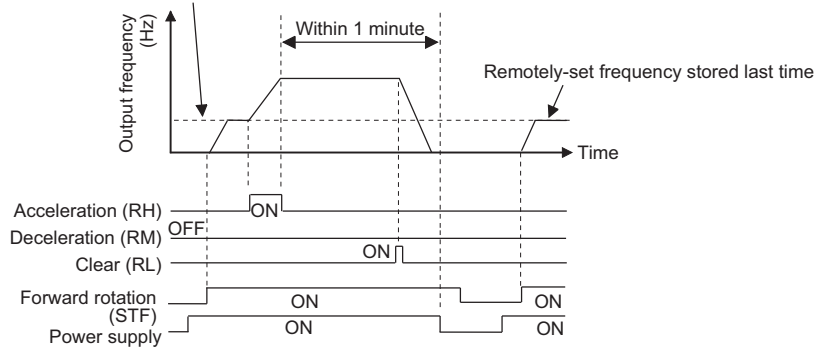 Output frequency
(Hz)
Within 1 minute
Remotely-set frequency stored last time
Time
Acceleration (RH)
ON
Deceleration (RM)
OFF
Clear (RL)
ON
Forward rotation
(STF)
ON
ON
Power supply
ON
ON